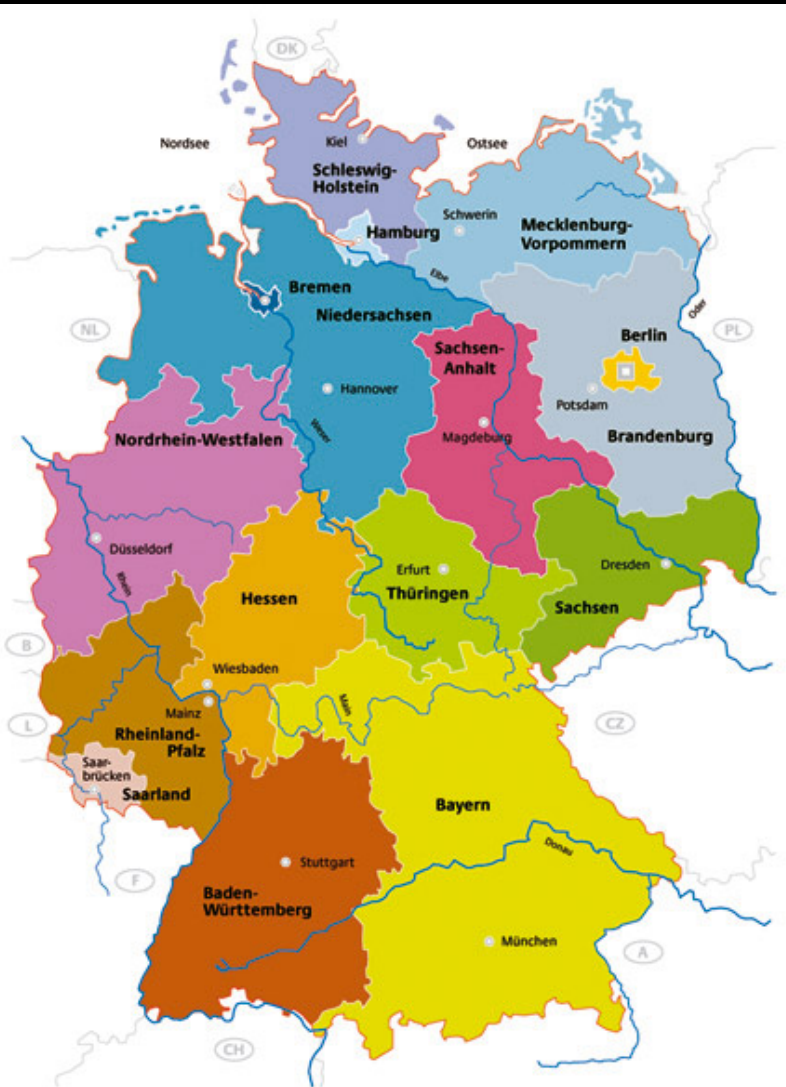 DK
Nordsee
Kiel
Ostsee
Schleswig-
Holstein
Schwerin
Mecklenburg-
Vorpommern
Hamburg
Elbe
Bremen
Niedersachsen
Oder
NL
PL
Berlin
Sachsen-
Anhalt
Hannover
Potsdam
Nordrhein-Westfalen
Weser
Magdeburg
Brandenburg
Düsseldorf
Rhein
Erfurt
Dresden
Hessen
Thüringen
Sachsen
B
Wiesbaden
Mainz
Main
L
CZ
Rheinland-
Pfalz
Saar-
brücken
Saarland
Bayern
Donau
Stuttgart
F
Baden-
Württemberg
München
A
CH